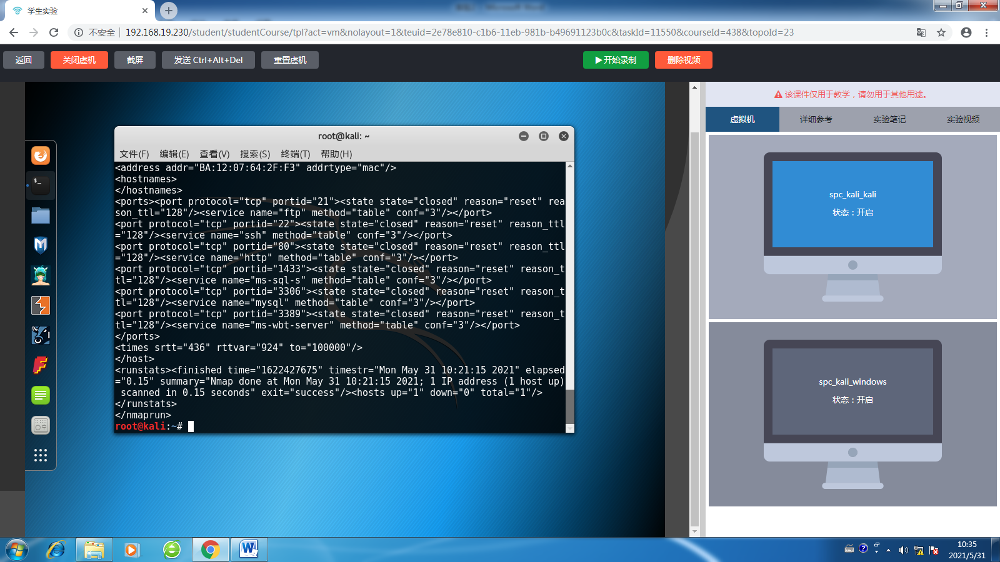 学生实验
不安全
192.168.19.230/student/studentCourse/tpl?act=vm&nolayout=1&teuid=2e78e810-c1b6-11eb-981b-b49691123b0c&taskId=11550&courseId=438&topoId=23
返回
关闭虚机
截屏
发送 Ctrl+Alt+Del
重置虚机
开始录制
删除视频
root@kali: ~
文件(F) 编辑(E) 查看(V) 搜索(S) 终端(T) 帮助(H)
<address addr="BA:12:07:64:2F:F3" addrtype="mac"/>
<hostnames>
</hostnames>
<ports><port protocol="tcp" portid="21"><state state="closed" reason="reset" rea
son_ttl="128"/><service name="ftp" method="table" conf="3"/></port>
<port protocol="tcp" portid="22"><state state="closed" reason="reset" reason_ttl
="128"/><service name="ssh" method="table" conf="3"/></port>
<port protocol="tcp" portid="80"><state state="closed" reason="reset" reason_ttl
="128"/><service name="http" method="table" conf="3"/></port>
<port protocol="tcp" portid="1433"><state state="closed" reason="reset" reason_t
tl="128"/><service name="ms-sql-s" method="table" conf="3"/></port>
<port protocol="tcp" portid="3306"><state state="closed" reason="reset" reason_t
tl="128"/><service name="mysql" method="table" conf="3"/></port>
<port protocol="tcp" portid="3389"><state state="closed" reason="reset" reason_t
tl="128"/><service name="ms-wbt-server" method="table" conf="3"/></port>
</ports>
<times srtt="436" rttvar="924" to="100000"/>
</host>
<runstats><finished time="1622427675" timestr="Mon May 31 10:21:15 2021" elapsed
="0.15" summary="Nmap done at Mon May 31 10:21:15 2021; 1 IP address (1 host up)
 scanned in 0.15 seconds" exit="success"/><hosts up="1" down="0" total="1"/>
</runstats>
</nmaprun>
root@kali:~#
该课件仅用于教学，请勿用于其他用途。
虚拟机 详细参考 实验笔记 实验视频
spc_kali_kali
状态：开启
spc_kali_windows
状态：开启
10:35
2021/5/31